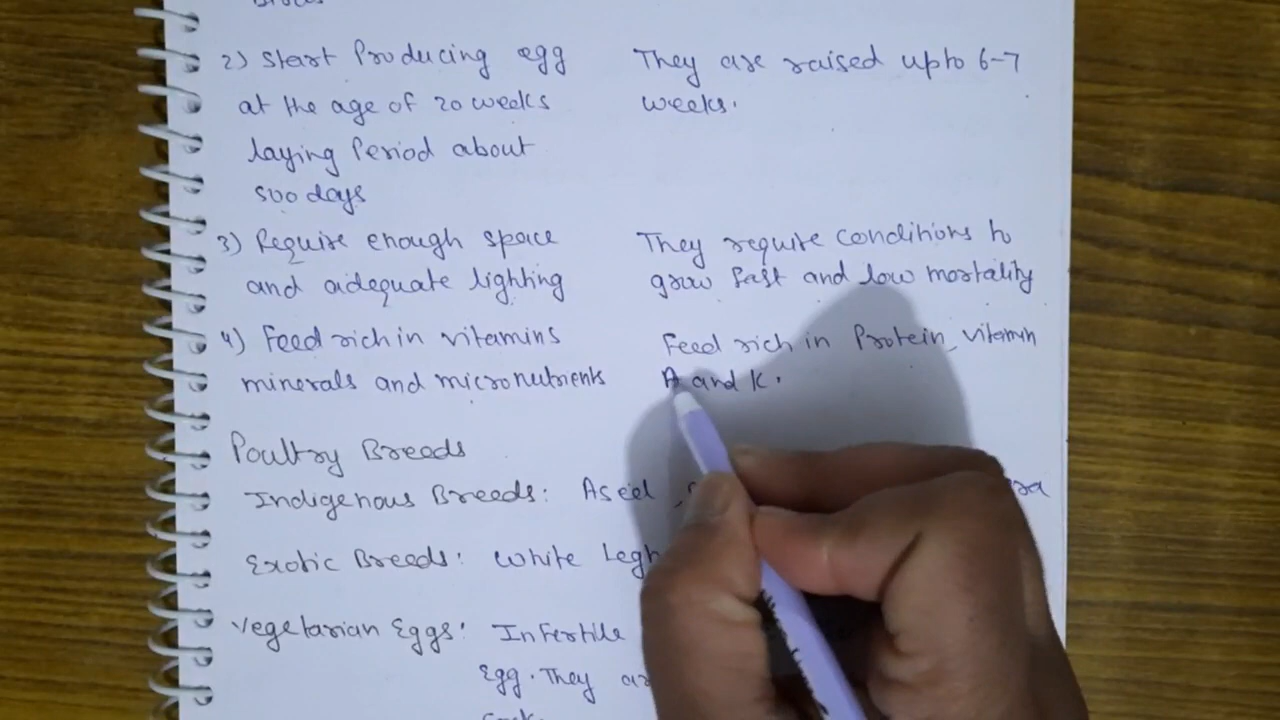 2) Start Producing egg
They are raised upto 6-7
at the age of 20 weeks
weeks.
laying Period about
500 days
3) Require enough space
They require conditions to
and adequate lighting
grow fast and low mortality
4) Feed rich in vitamins
Feed rich in Protein, vitamin
minerals and micronutrients
A and K.
Poultry Breeds
Indigenous Breeds: Aseel,
Exotic Breeds: White
Vegetarian Eggs: Infertile
Egg. They